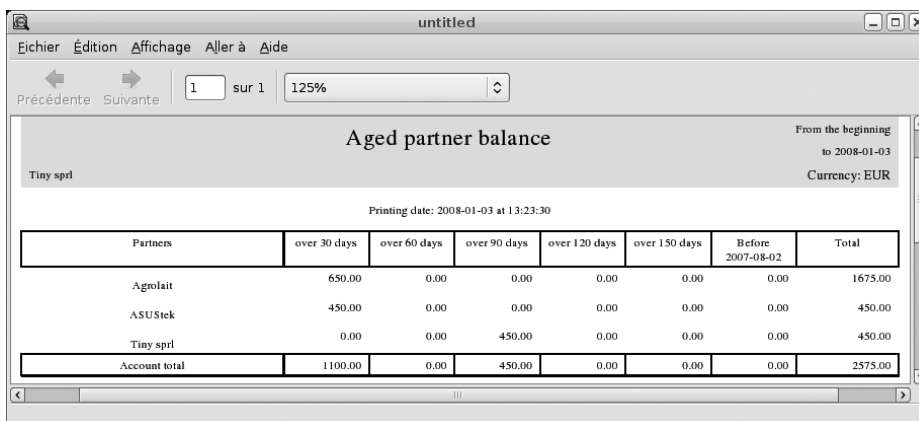 untitled
Fichier Édition Affichage Aller à Aide
Précédente Suivante 1 sur 1 125%
From the beginning
Aged partner balance
to 2008-01-03
Tiny sprl Currency: EUR
Printing date: 2008-01-03 at 13:23:30
Partners over 30 days over 60 days over 90 days over 120 days over 150 days Before 2007-08-02 Total
Agrolait 650.00 0.00 0.00 0.00 0.00 0.00 1675.00
ASUStek 450.00 0.00 0.00 0.00 0.00 0.00 450.00
Tiny sprl 0.00 0.00 450.00 0.00 0.00 0.00 450.00
Account total 1100.00 0.00 450.00 0.00 0.00 0.00 2575.00